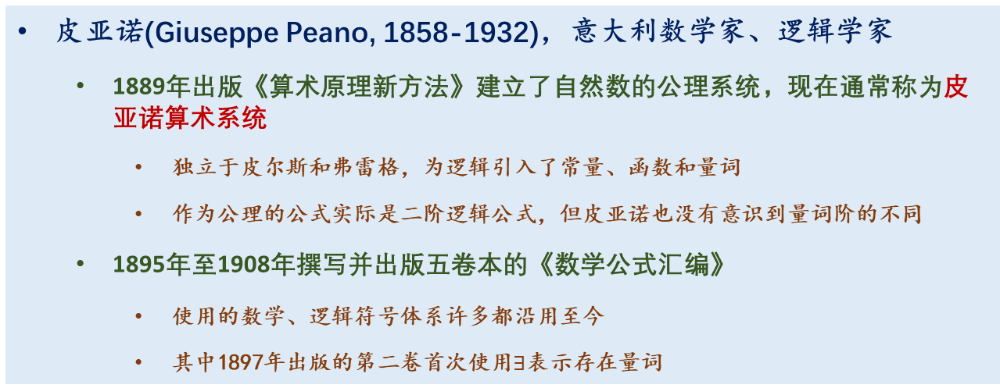 • 皮亚诺(Giuseppe Peano, 1858-1932)，意大利数学家、逻辑学家
• 1889年出版《算术原理新方法》建立了自然数的公理系统，现在通常称为皮
亚诺算术系统
• 独立于皮尔斯和弗雷格，为逻辑引入了常量、函数和量词
• 作为公理的公式实际是二阶逻辑公式，但皮亚诺也没有意识到量词阶的不同
• 1895年至1908年撰写并出版五卷本的《数学公式汇编》
• 使用的数学、逻辑符号体系许多都沿用至今
• 其中1897年出版的第二卷首次使用∃表示存在量词